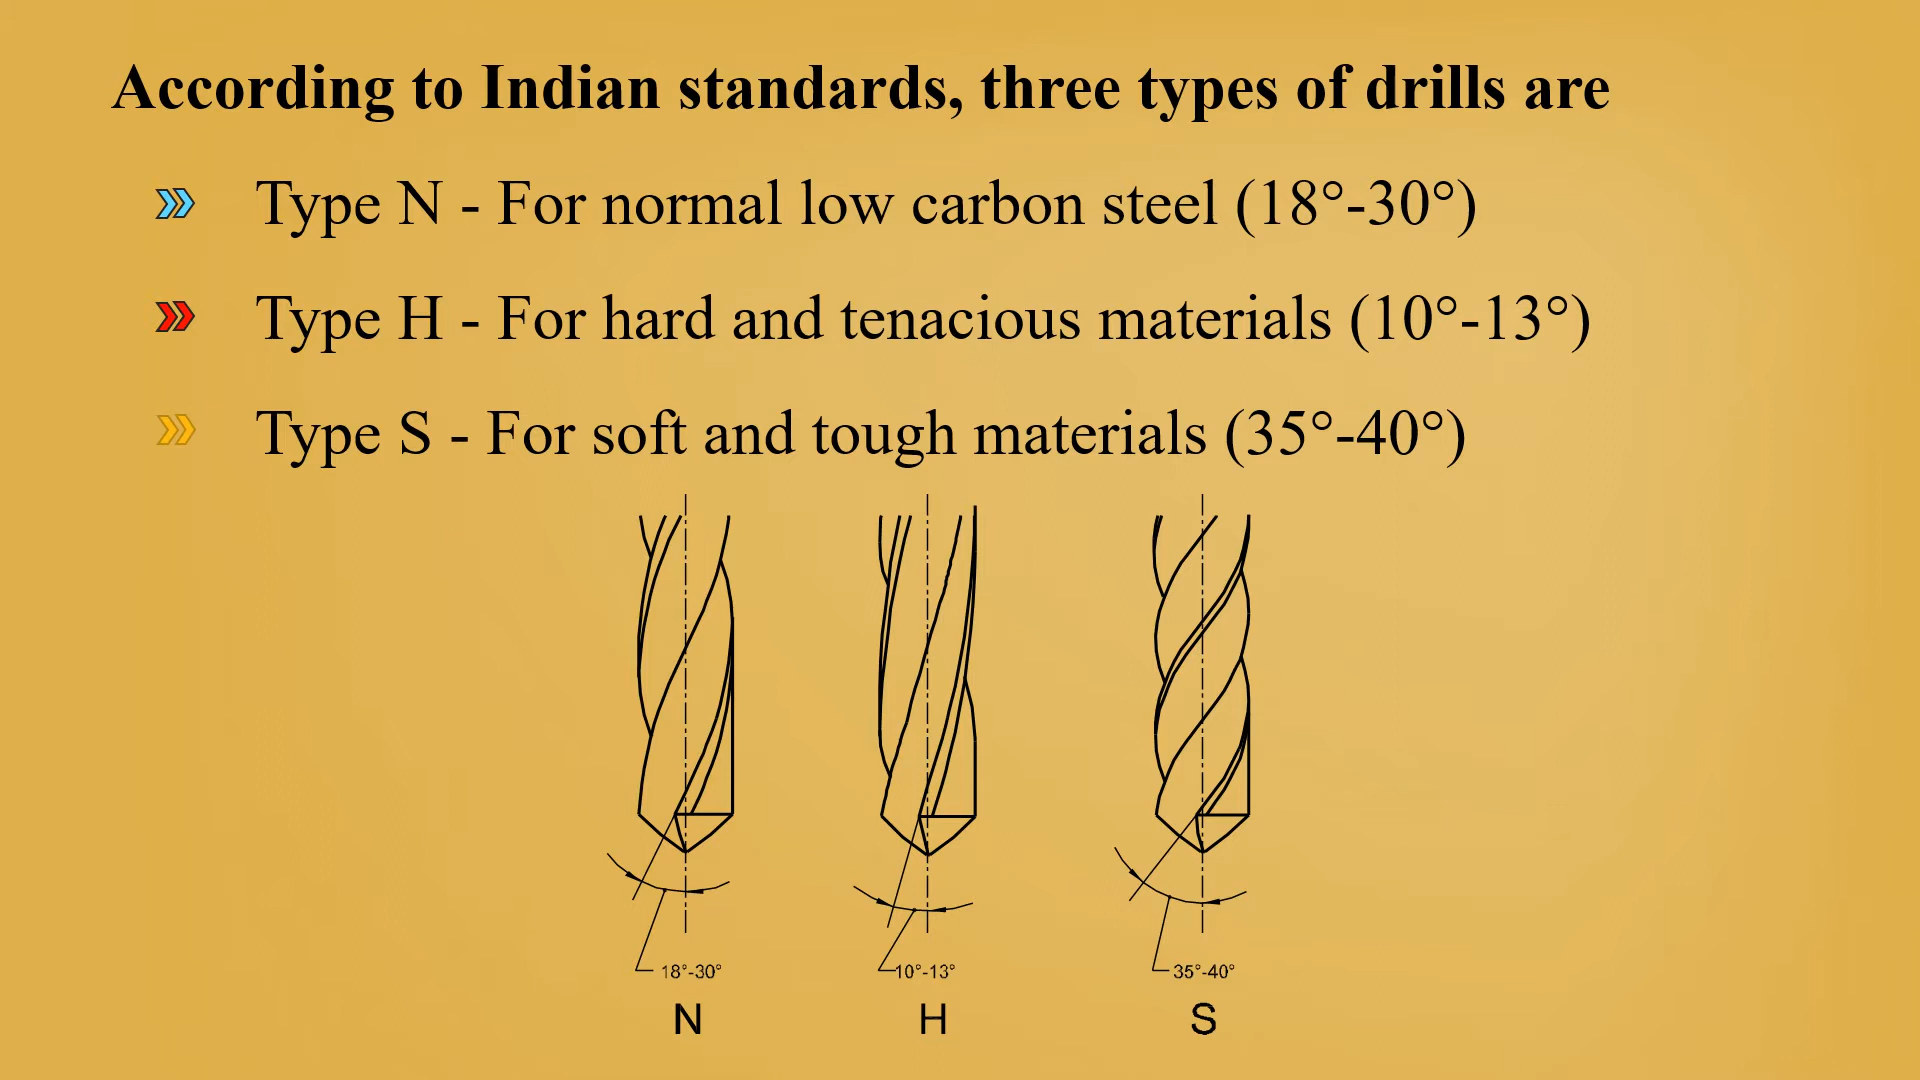 According to Indian standards, three types of drills are
Type N - For normal low carbon steel (18°-30°)
Type H - For hard and tenacious materials (10°-13°)
Type S - For soft and tough materials (35°-40°)
18°-30° 10°-13° 35°-40°
N H S